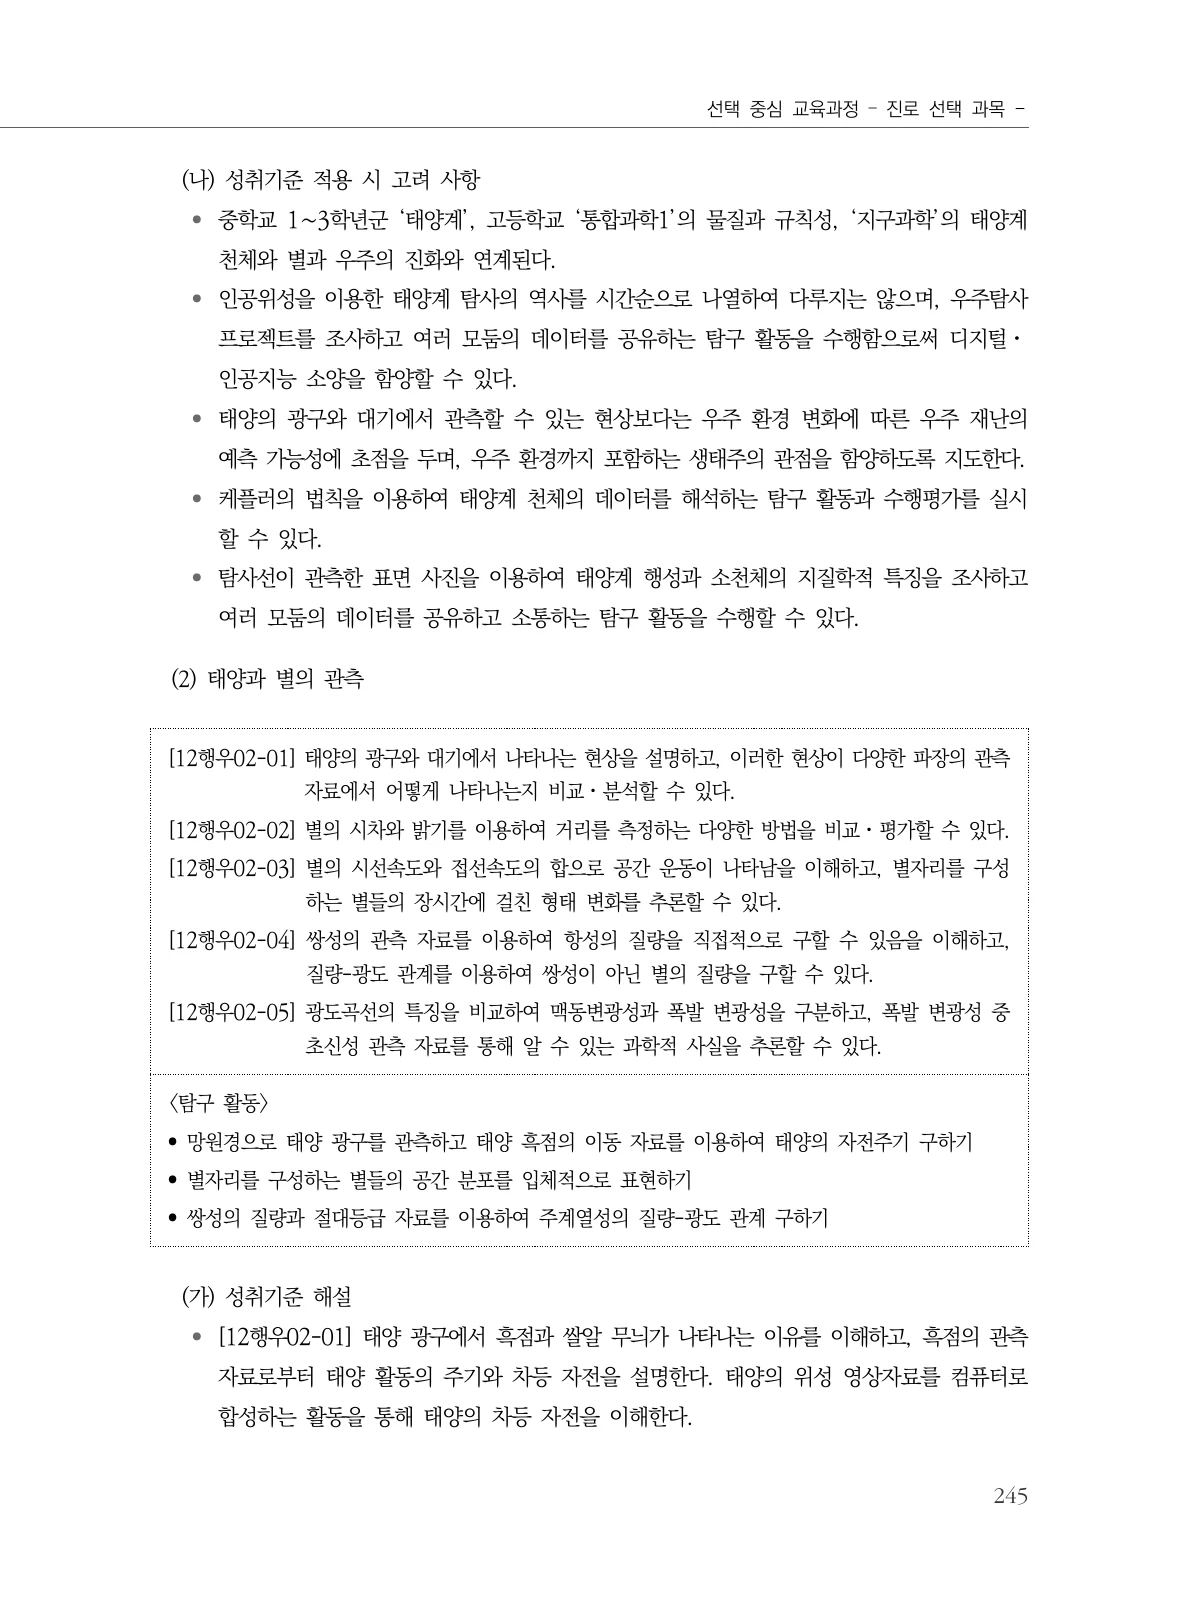 선택 중심 교육과정 - 진로 선택 과목 -
(나) 성취기준 적용 시 고려 사항
• 중학교 1~3학년군 ‘태양계’, 고등학교 ‘통합과학1’의 물질과 규칙성, ‘지구과학’의 태양계
천체와 별과 우주의 진화와 연계된다.
• 인공위성을 이용한 태양계 탐사의 역사를 시간순으로 나열하여 다루지는 않으며, 우주탐사
프로젝트를 조사하고 여러 모둠의 데이터를 공유하는 탐구 활동을 수행함으로써 디지털・
인공지능 소양을 함양할 수 있다.
• 태양의 광구와 대기에서 관측할 수 있는 현상보다는 우주 환경 변화에 따른 우주 재난의
예측 가능성에 초점을 두며, 우주 환경까지 포함하는 생태주의 관점을 함양하도록 지도한다.
• 케플러의 법칙을 이용하여 태양계 천체의 데이터를 해석하는 탐구 활동과 수행평가를 실시
할 수 있다.
• 탐사선이 관측한 표면 사진을 이용하여 태양계 행성과 소천체의 지질학적 특징을 조사하고
여러 모둠의 데이터를 공유하고 소통하는 탐구 활동을 수행할 수 있다.
(2) 태양과 별의 관측
[12행우02-01] 태양의 광구와 대기에서 나타나는 현상을 설명하고, 이러한 현상이 다양한 파장의 관측
자료에서 어떻게 나타나는지 비교・분석할 수 있다.
[12행우02-02] 별의 시차와 밝기를 이용하여 거리를 측정하는 다양한 방법을 비교・평가할 수 있다.
[12행우02-03] 별의 시선속도와 접선속도의 합으로 공간 운동이 나타남을 이해하고, 별자리를 구성
하는 별들의 장시간에 걸친 형태 변화를 추론할 수 있다.
[12행우02-04] 쌍성의 관측 자료를 이용하여 항성의 질량을 직접적으로 구할 수 있음을 이해하고,
질량-광도 관계를 이용하여 쌍성이 아닌 별의 질량을 구할 수 있다.
[12행우02-05] 광도곡선의 특징을 비교하여 맥동변광성과 폭발 변광성을 구분하고, 폭발 변광성 중
초신성 관측 자료를 통해 알 수 있는 과학적 사실을 추론할 수 있다.
〈탐구 활동〉
• 망원경으로 태양 광구를 관측하고 태양 흑점의 이동 자료를 이용하여 태양의 자전주기 구하기
• 별자리를 구성하는 별들의 공간 분포를 입체적으로 표현하기
• 쌍성의 질량과 절대등급 자료를 이용하여 주계열성의 질량-광도 관계 구하기
(가) 성취기준 해설
• [12행우02-01] 태양 광구에서 흑점과 쌀알 무늬가 나타나는 이유를 이해하고, 흑점의 관측
자료로부터 태양 활동의 주기와 차등 자전을 설명한다. 태양의 위성 영상자료를 컴퓨터로
합성하는 활동을 통해 태양의 차등 자전을 이해한다.
245